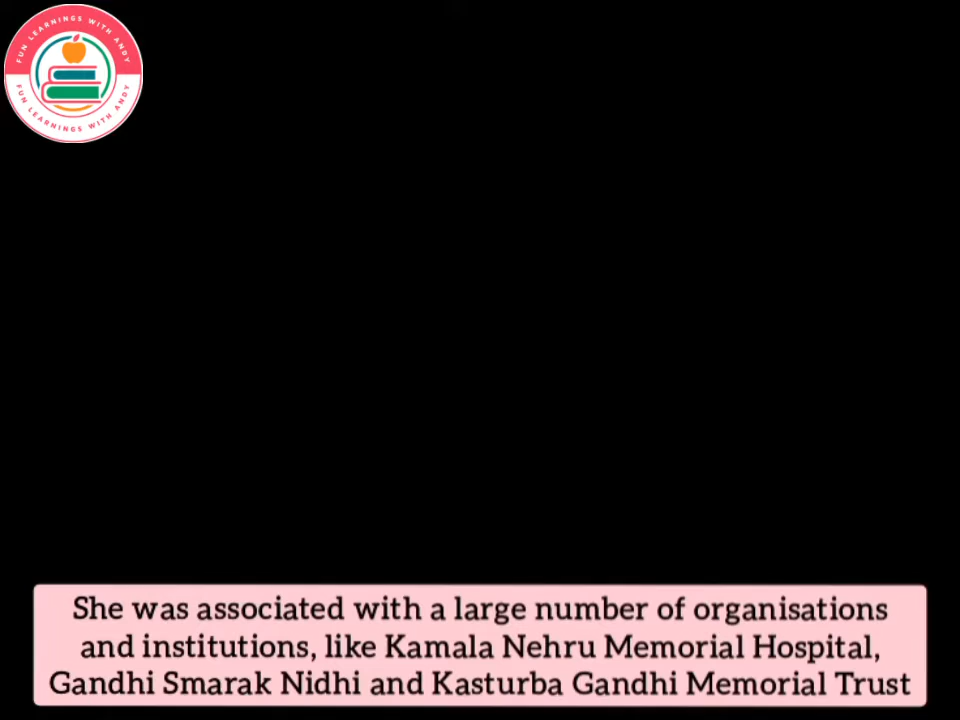 FUN LEARNINGS WITH ANDY
FUN LEARNINGS WITH ANDY
She was associated with a large number of organisations
and institutions, like Kamala Nehru Memorial Hospital,
Gandhi Smarak Nidhi and Kasturba Gandhi Memorial Trust